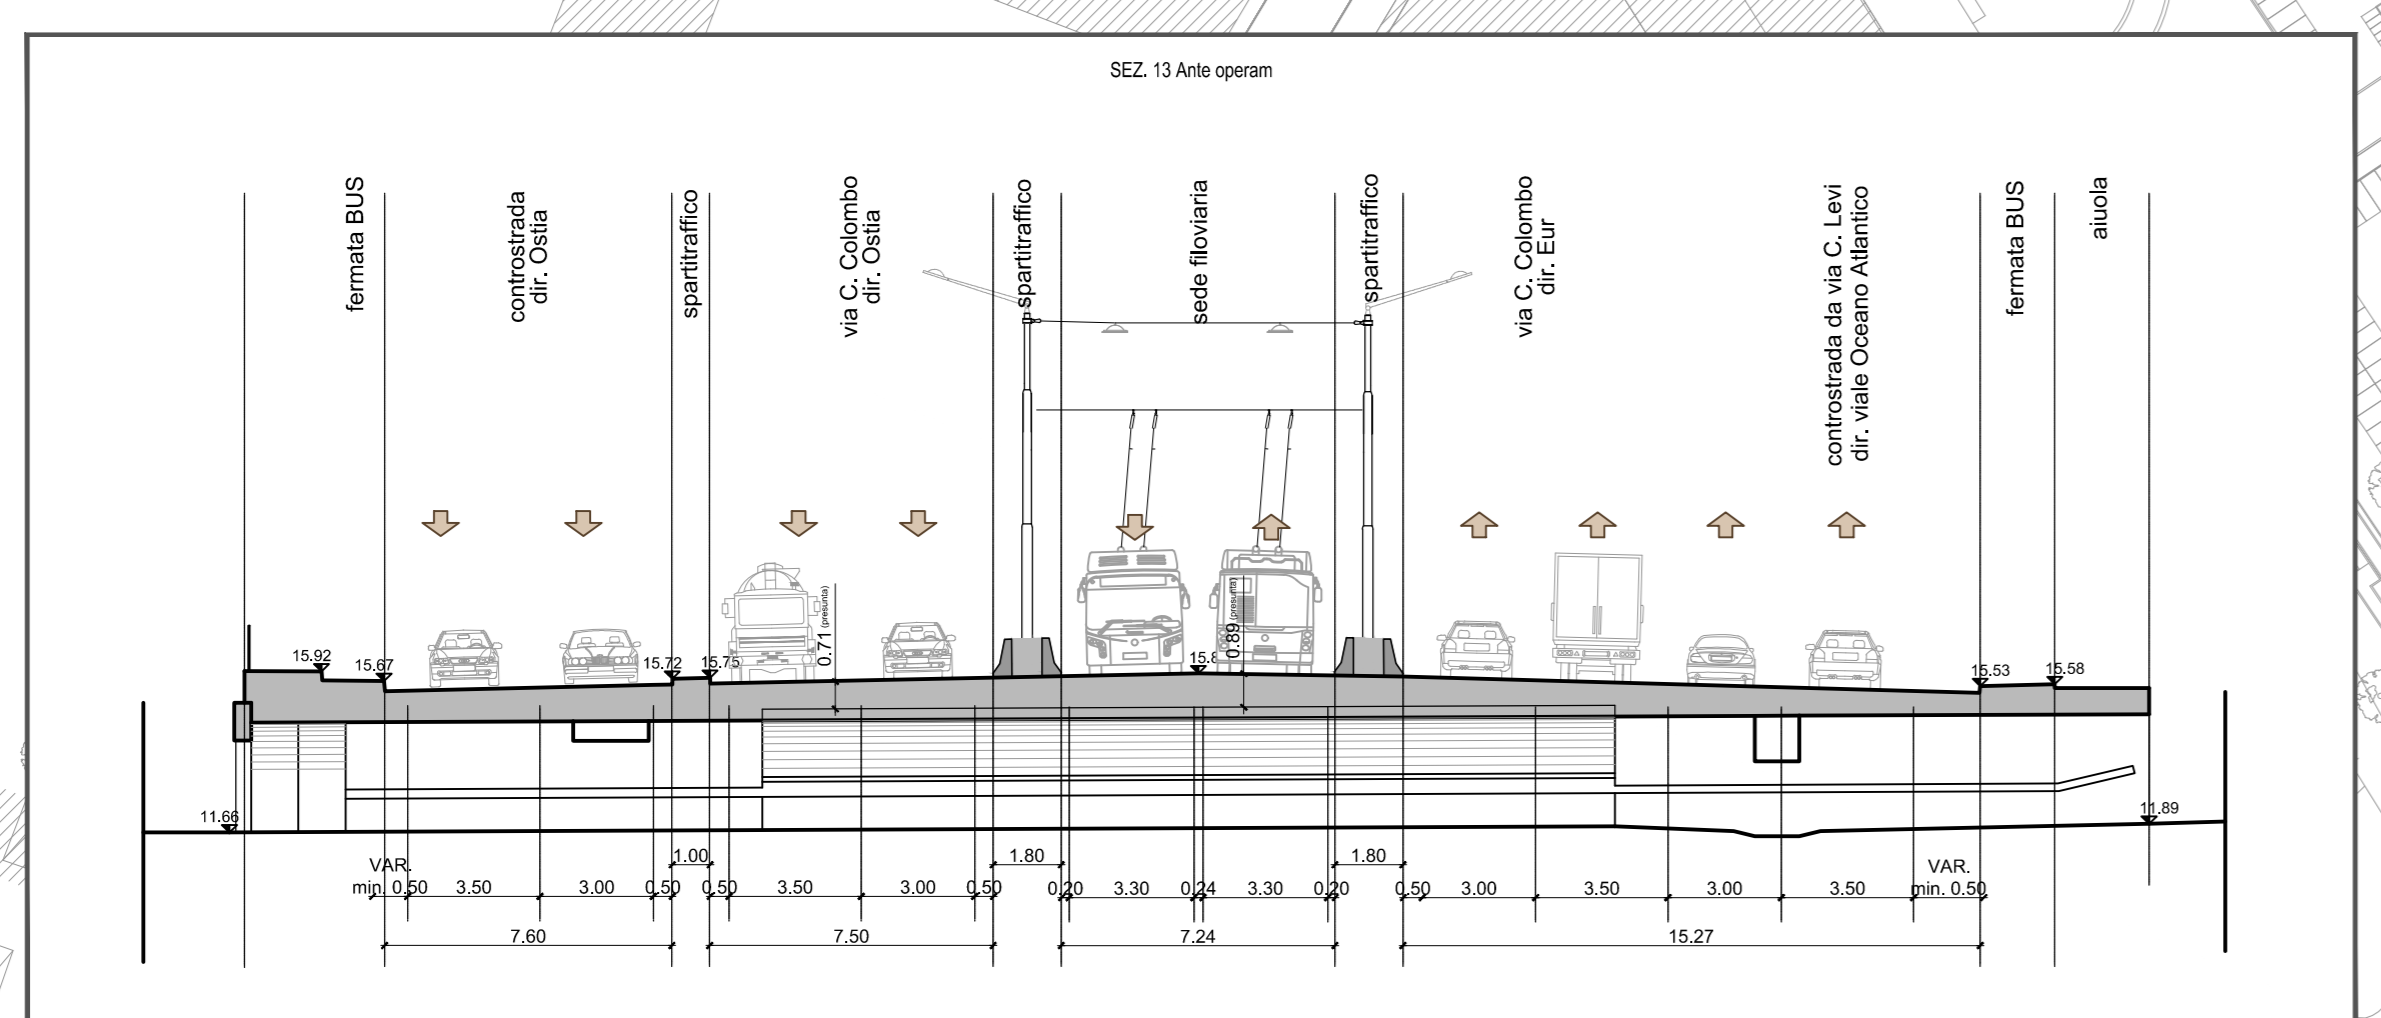 SEZ. 13 Ante operam
fermata BUS
controstrada
dir. Ostia
spartitraffico
via C. Colombo
dir. Ostia
spartitraffico
sede filoviaria
spartitraffico
via C. Colombo
dir. Eur
controstrada da via C. Levi
dir. viale Oceano Atlantico
fermata BUS
aiuola
0.71 (presunta)
0.89 (presunta)
15.92
15.67
15.72
15.75
15.8
15.53
15.58
11.66
11.89
1.00
1.80
1.80
VAR.
min. 0.50
3.50
3.00
0.50
0.50
3.50
3.00
0.50
0.20
3.30
0.24
3.30
0.20
0.50
3.00
3.50
3.00
3.50
VAR.
min. 0.50
7.60
7.50
7.24
15.27